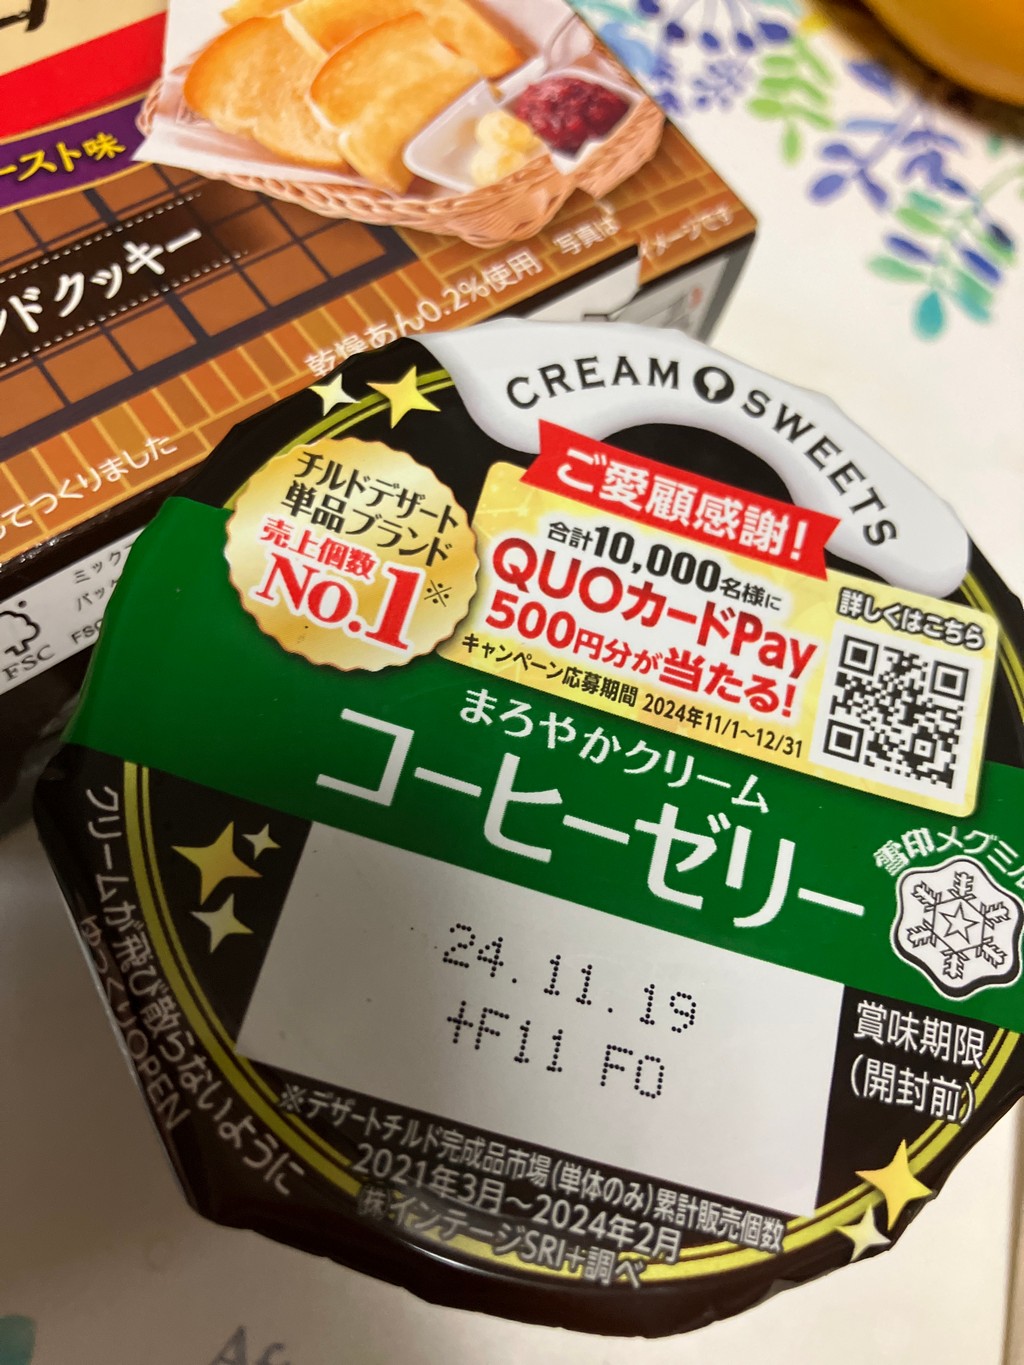 ースト味
ンドクッキー
乾燥あん0.2%使用
写真は
イメージです
てつくりました
ミック
パッ
FSC
FSC
CREAM SWEETS
チルドデザート
単品ブランド
売上個数
No.1※
ご愛顧感謝!
合計10,000名様に
QUOカードPay
500円分が当たる!
キャンペーン応募期間 2024年11/1~12/31
詳しくはこちら
まろやかクリーム
コーヒーゼリー
雪印メグミル
24.11.19
+F11 F0
賞味期限
(開封前)
クリームが飛び散らないように
ゆっくりOPEN
※デザートチルド完成品市場(単体のみ)累計販売個数
2021年3月~2024年2月
㈱インテージSRI+調べ
Af